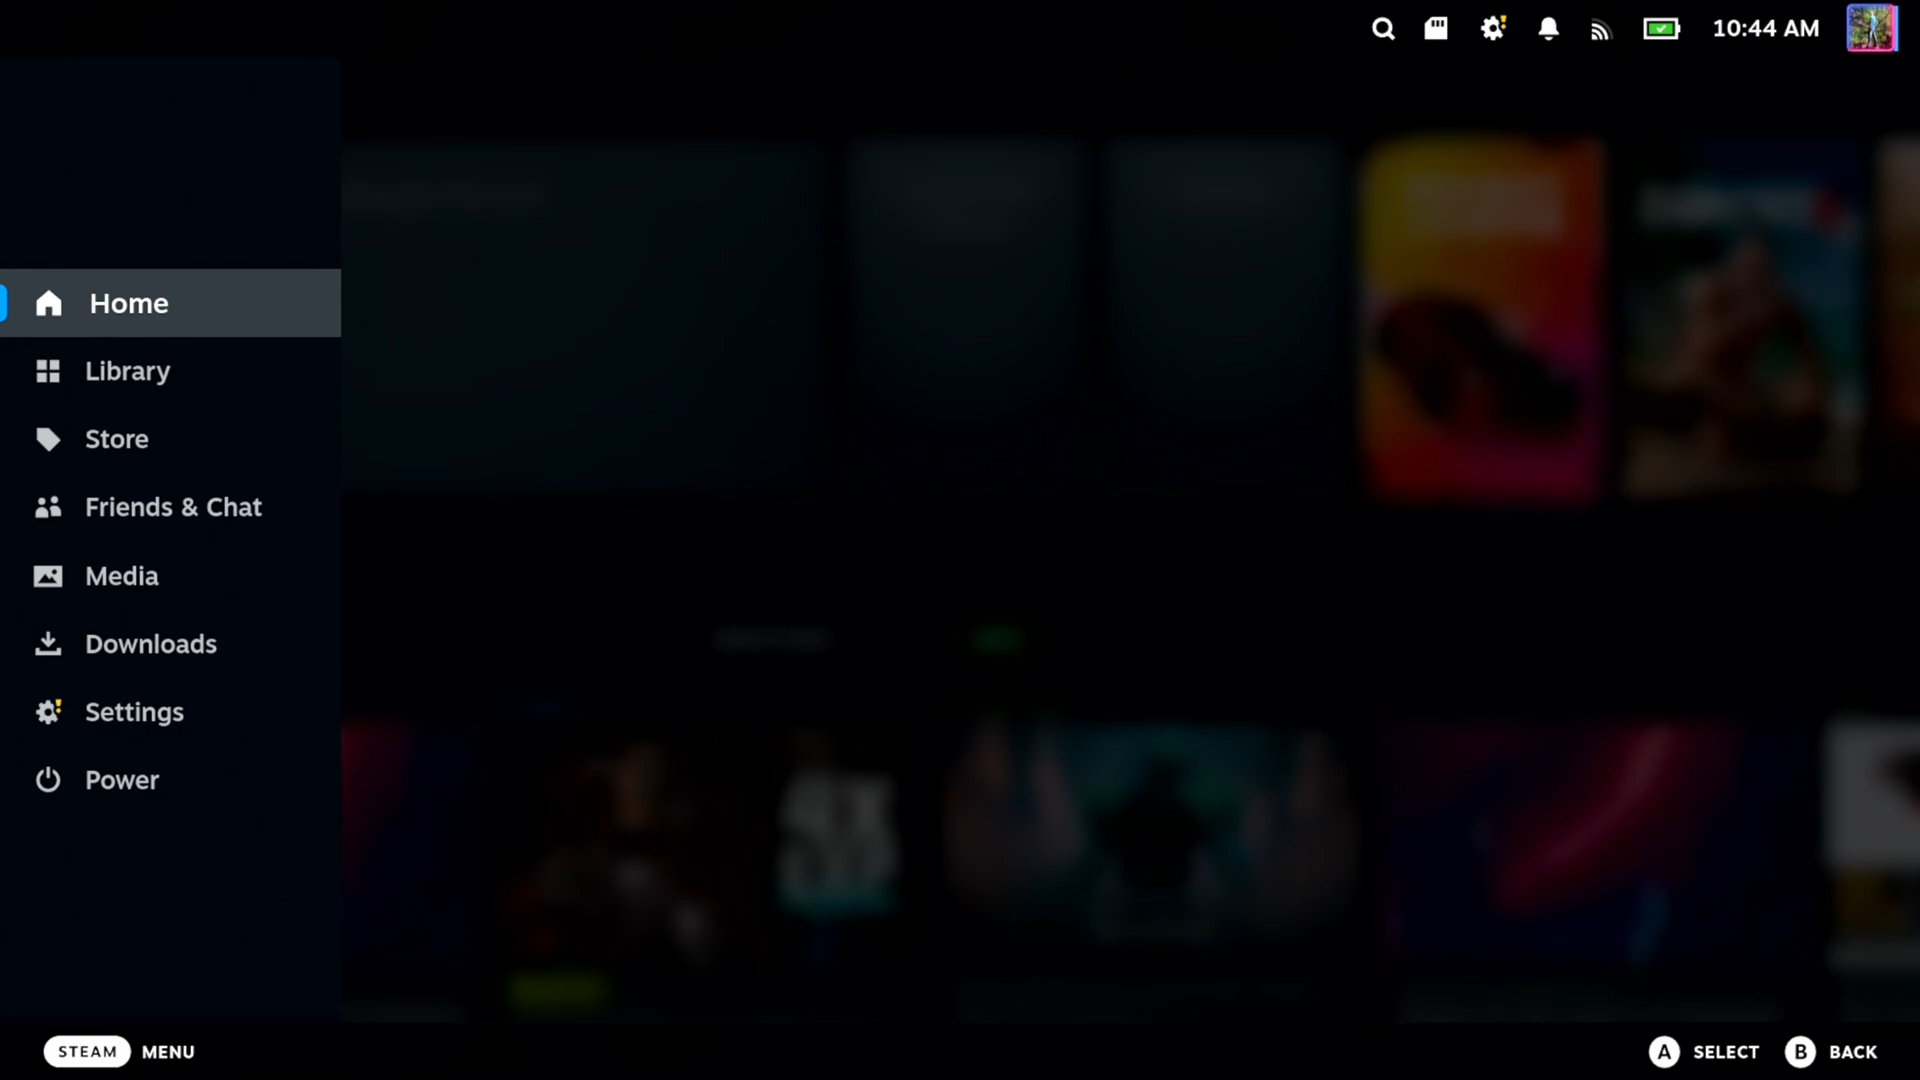 10:44 AM
Home
Library
Store
Friends & Chat
Media
Downloads
Settings
Power
STEAM MENU
A SELECT B BACK